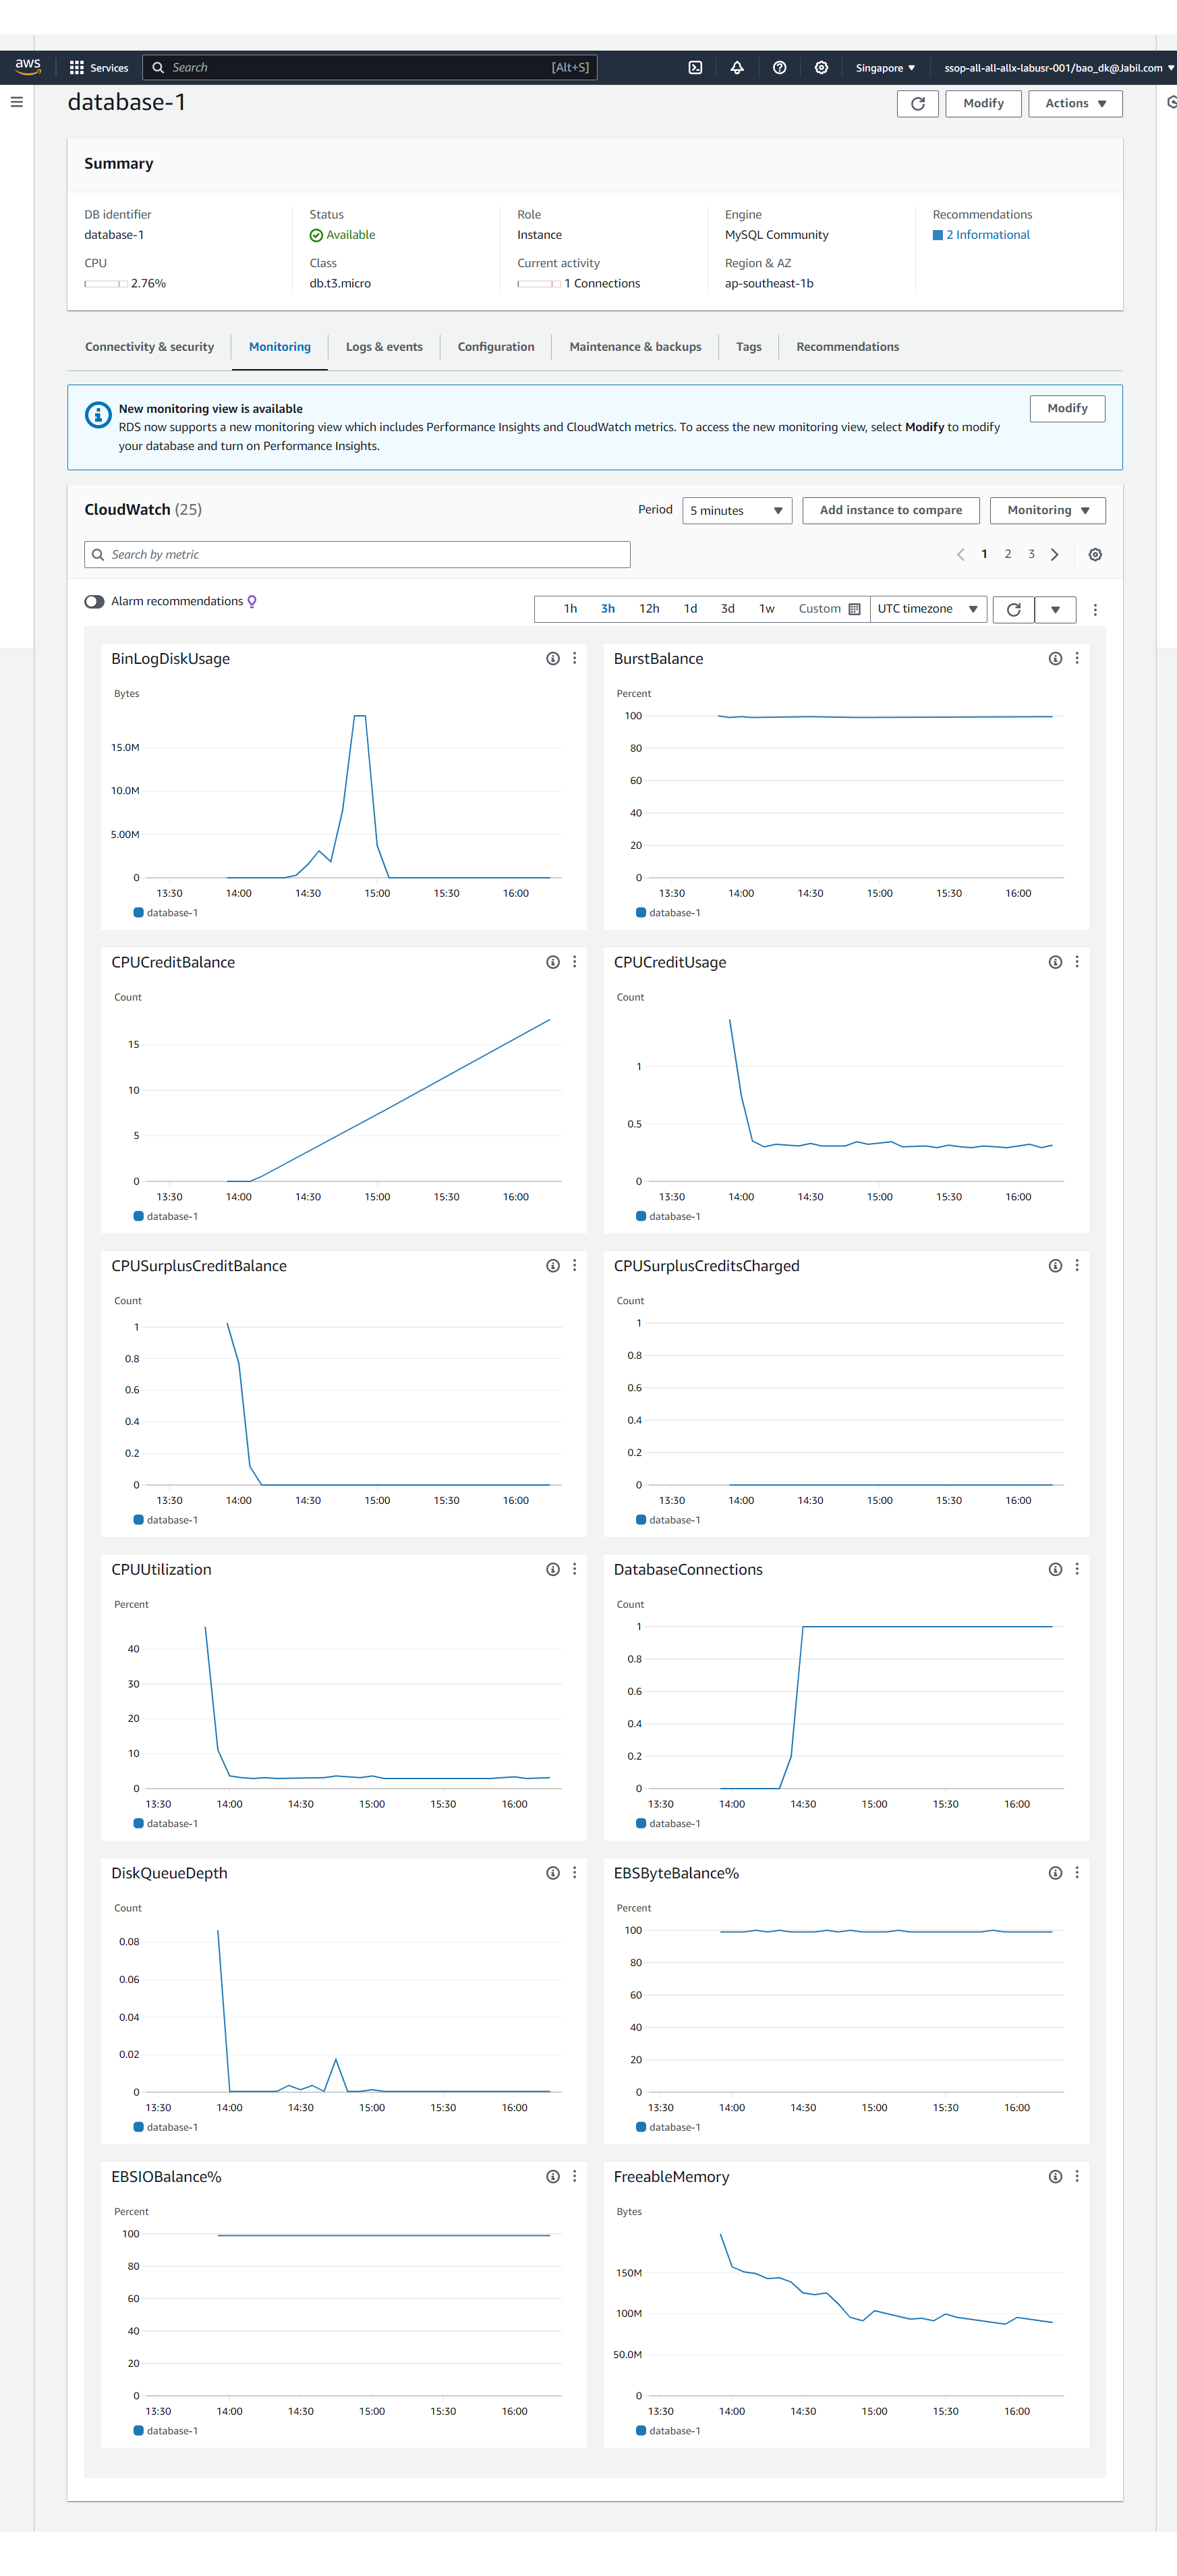 aws Services Search [Alt+S] Singapore ssop-all-all-allx-labusr-001/bao_dk@Jabil.com
database-1 Modify Actions
Summary
DB identifier Status Role Engine Recommendations
database-1 Available Instance MySQL Community 2 Informational
CPU Class Current activity Region & AZ
2.76% db.t3.micro 1 Connections ap-southeast-1b
Connectivity & security Monitoring Logs & events Configuration Maintenance & backups Tags Recommendations
New monitoring view is available Modify
RDS now supports a new monitoring view which includes Performance Insights and CloudWatch metrics. To access the new monitoring view, select Modify to modify
your database and turn on Performance Insights.
CloudWatch (25) Period 5 minutes Add instance to compare Monitoring
Search by metric 1 2 3
Alarm recommendations 1h 3h 12h 1d 3d 1w Custom UTC timezone
BinLogDiskUsage
Bytes
15.0M
10.0M
5.00M
0
13:30 14:00 14:30 15:00 15:30 16:00
database-1
BurstBalance
Percent
100
80
60
40
20
0
13:30 14:00 14:30 15:00 15:30 16:00
database-1
CPUCreditBalance
Count
15
10
5
0
13:30 14:00 14:30 15:00 15:30 16:00
database-1
CPUCreditUsage
Count
1
0.5
0
13:30 14:00 14:30 15:00 15:30 16:00
database-1
CPUSurplusCreditBalance
Count
1
0.8
0.6
0.4
0.2
0
13:30 14:00 14:30 15:00 15:30 16:00
database-1
CPUSurplusCreditsCharged
Count
1
0.8
0.6
0.4
0.2
0
13:30 14:00 14:30 15:00 15:30 16:00
database-1
CPUUtilization
Percent
40
30
20
10
0
13:30 14:00 14:30 15:00 15:30 16:00
database-1
DatabaseConnections
Count
1
0.8
0.6
0.4
0.2
0
13:30 14:00 14:30 15:00 15:30 16:00
database-1
DiskQueueDepth
Count
0.08
0.06
0.04
0.02
0
13:30 14:00 14:30 15:00 15:30 16:00
database-1
EBSByteBalance%
Percent
100
80
60
40
20
0
13:30 14:00 14:30 15:00 15:30 16:00
database-1
EBSIOBalance%
Percent
100
80
60
40
20
0
13:30 14:00 14:30 15:00 15:30 16:00
database-1
FreeableMemory
Bytes
150M
100M
50.0M
0
13:30 14:00 14:30 15:00 15:30 16:00
database-1